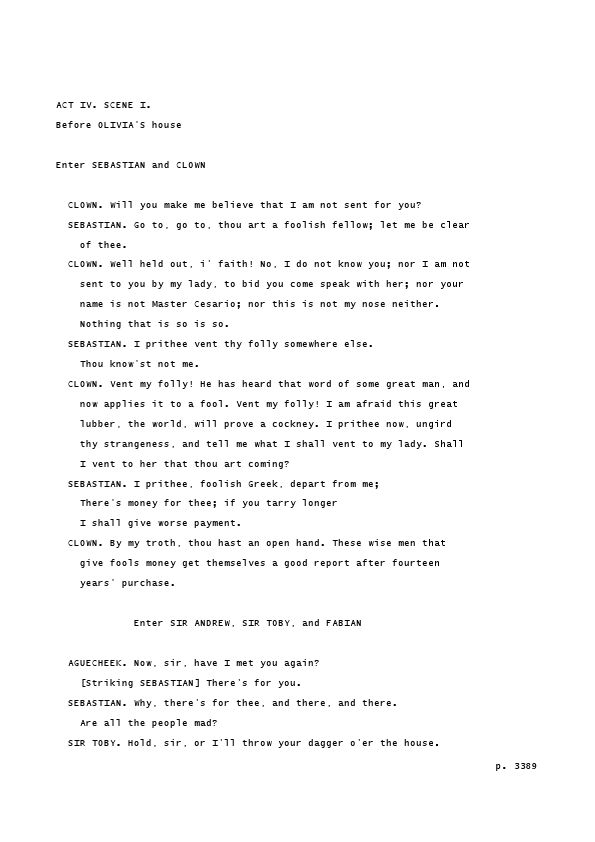 ACT IV. SCENE I.
Before OLIVIA'S house
Enter SEBASTIAN and CLOWN
CLOWN. Will you make me believe that I am not sent for you?
SEBASTIAN. Go to, go to, thou art a foolish fellow; let me be clear
of thee.
CLOWN. Well held out, i' faith! No, I do not know you; nor I am not
sent to you by my lady, to bid you come speak with her; nor your
name is not Master Cesario; nor this is not my nose neither.
Nothing that is so is so.
SEBASTIAN. I prithee vent thy folly somewhere else.
Thou know'st not me.
CLOWN. Vent my folly! He has heard that word of some great man, and
now applies it to a fool. Vent my folly! I am afraid this great
lubber, the world, will prove a cockney. I prithee now, ungird
thy strangeness, and tell me what I shall vent to my lady. Shall
I vent to her that thou art coming?
SEBASTIAN. I prithee, foolish Greek, depart from me;
There's money for thee; if you tarry longer
I shall give worse payment.
CLOWN. By my troth, thou hast an open hand. These wise men that
give fools money get themselves a good report after fourteen
years' purchase.
Enter SIR ANDREW, SIR TOBY, and FABIAN
AGUECHEEK. Now, sir, have I met you again?
[Striking SEBASTIAN] There's for you.
SEBASTIAN. Why, there's for thee, and there, and there.
Are all the people mad?
SIR TOBY. Hold, sir, or I'll throw your dagger o'er the house.
p. 3389